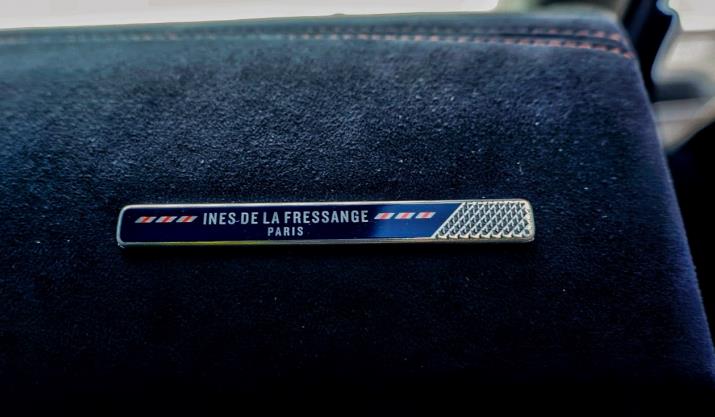 INES DE LA FRESSANGE
PARIS